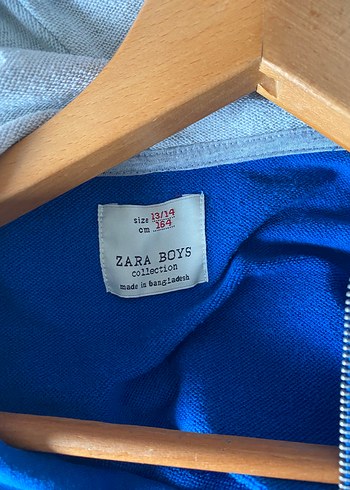 size 13/14
cm 164
ZARA BOYS
collection
made in bangladesh